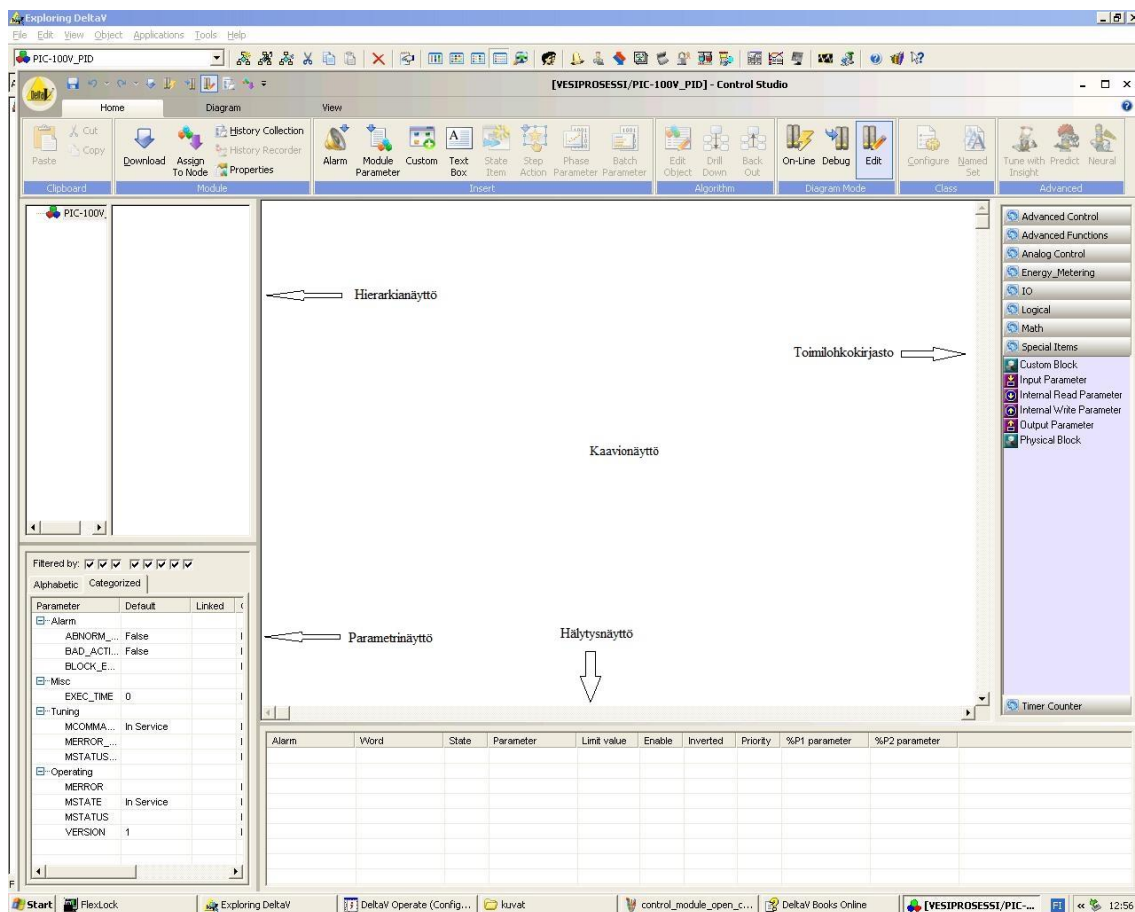 Exploring DeltaV
File Edit View Object Applications Tools Help
PIC-100V_PID
[VESIPROSESSI/PIC-100V_PID] - Control Studio
Home Diagram View
Paste Cut Copy Download Assign To Node History Collection History Recorder Properties Alarm Module Parameter Custom Text Box State Item Step Action Phase Parameter Batch Parameter Edit Object Drill Down Back Out On-Line Debug Edit Configure Named Set Tune with Insight Predict Neural
Clipboard Module Insert Algorithm Diagram Mode Class Advanced
PIC-100V_
Advanced Control
Advanced Functions
Analog Control
Energy_Metering
IO
Logical
Math
Special Items
Custom Block
Input Parameter
Internal Read Parameter
Internal Write Parameter
Output Parameter
Physical Block
Timer Counter
Hierarkianäyttö
Toimilohkokirjasto
Kaavionäyttö
Hälytysnäyttö
Parametrinäyttö
Filtered by:
Alphabetic Categorized
Parameter Default Linked
Alarm
ABNORM_... False
BAD_ACTI... False
BLOCK_E...
Misc
EXEC_TIME 0
Tuning
MCOMMA... In Service
MERROR_...
MSTATUS...
Operating
MERROR
MSTATE In Service
MSTATUS
VERSION 1
Alarm Word State Parameter Limit value Enable Inverted Priority %P1 parameter %P2 parameter
Start FlexLock Exploring DeltaV DeltaV Operate (Config... kuvat control_module_open_c... DeltaV Books Online [VESIPROSESSI/PIC-... FI 12:56